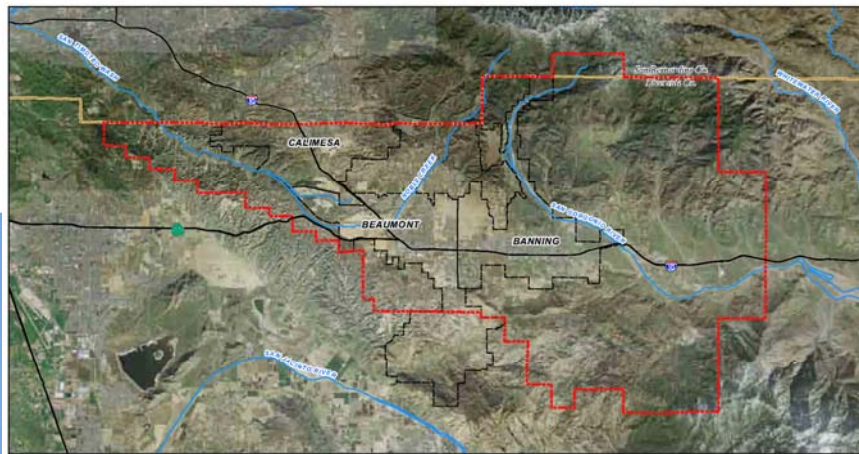 SAN TIMOTEO CREEK
10
San Bernardino Co.
Riverside Co.
WHITEWATER RIVER
CALIMESA
NOBLE CREEK
BEAUMONT
BANNING
SAN GORGONIO RIVER
10
SAN JACINTO RIVER